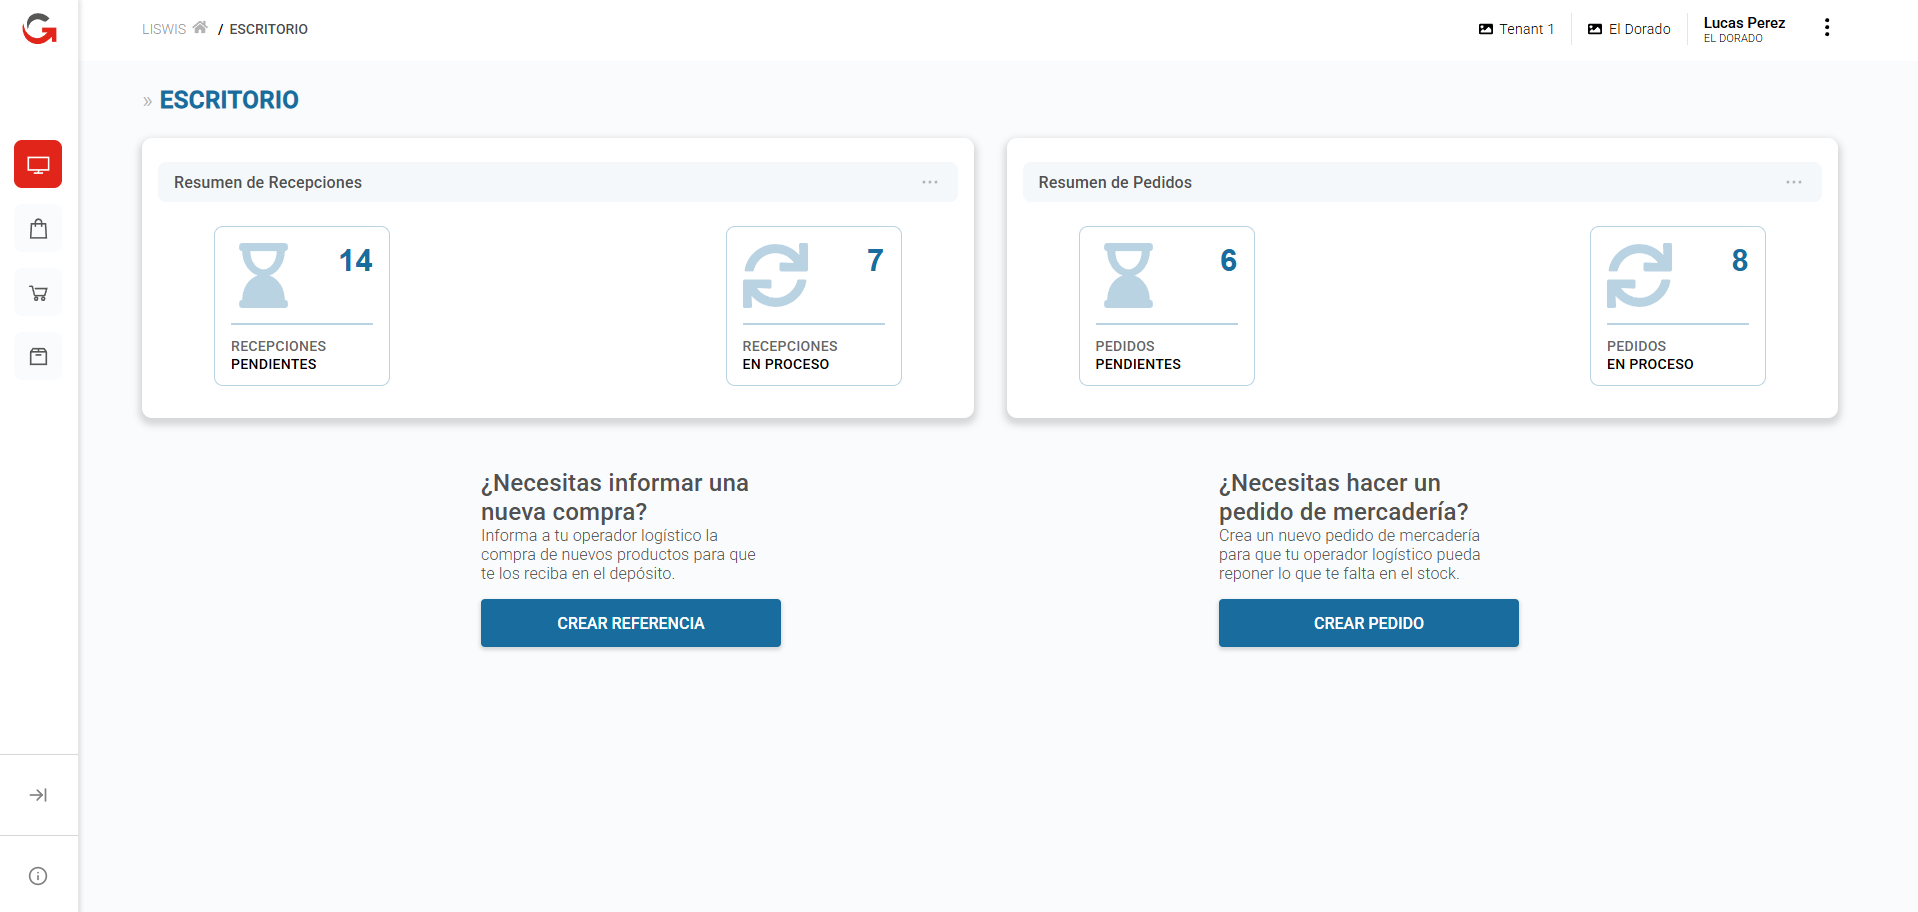 LISWIS / ESCRITORIO
Tenant 1
El Dorado
Lucas Perez
EL DORADO
» ESCRITORIO
Resumen de Recepciones
14
RECEPCIONES
PENDIENTES
7
RECEPCIONES
EN PROCESO
Resumen de Pedidos
6
PEDIDOS
PENDIENTES
8
PEDIDOS
EN PROCESO
¿Necesitas informar una
nueva compra?
Informa a tu operador logístico la
compra de nuevos productos para que
te los reciba en el depósito.
CREAR REFERENCIA
¿Necesitas hacer un
pedido de mercadería?
Crea un nuevo pedido de mercadería
para que tu operador logístico pueda
reponer lo que te falta en el stock.
CREAR PEDIDO